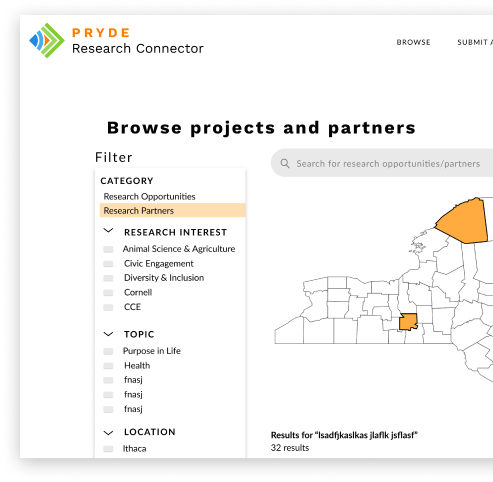 PRYDE
Research Connector
BROWSE
SUBMIT A
Browse projects and partners
Filter
Search for research opportunities/partners
CATEGORY
Research Opportunities
Research Partners
RESEARCH INTEREST
Animal Science & Agriculture
Civic Engagement
Diversity & Inclusion
Cornell
CCE
TOPIC
Purpose in Life
Health
fnasj
fnasj
fnasj
LOCATION
Ithaca
Results for "lsadfjkaslkas jlaflk jsflasf"
32 results